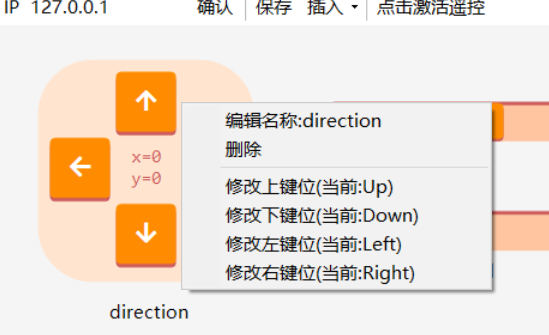 IP 127.0.0.1 确认 保存 插入 点击激活遥控
x=0
y=0
编辑名称:direction
删除
修改上键位(当前:Up)
修改下键位(当前:Down)
修改左键位(当前:Left)
修改右键位(当前:Right)
direction